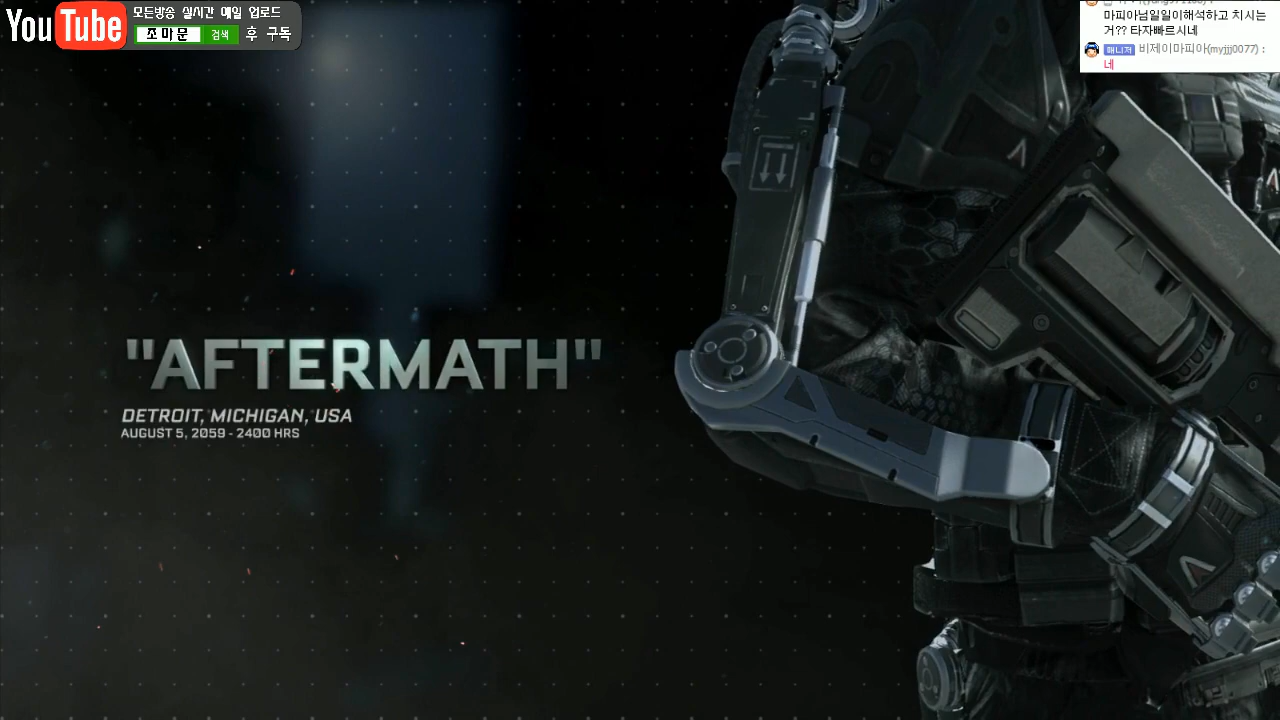 You Tube
모든방송 실시간 매일 업로드
조마문 검색 후 구독
마피아님일일이해석하고 치시는
거?? 타자빠르시네
매니저 비제이마피아(myjjj0077) :
네
"AFTERMATH"
DETROIT, MICHIGAN, USA
AUGUST 5, 2059 - 2400 HRS